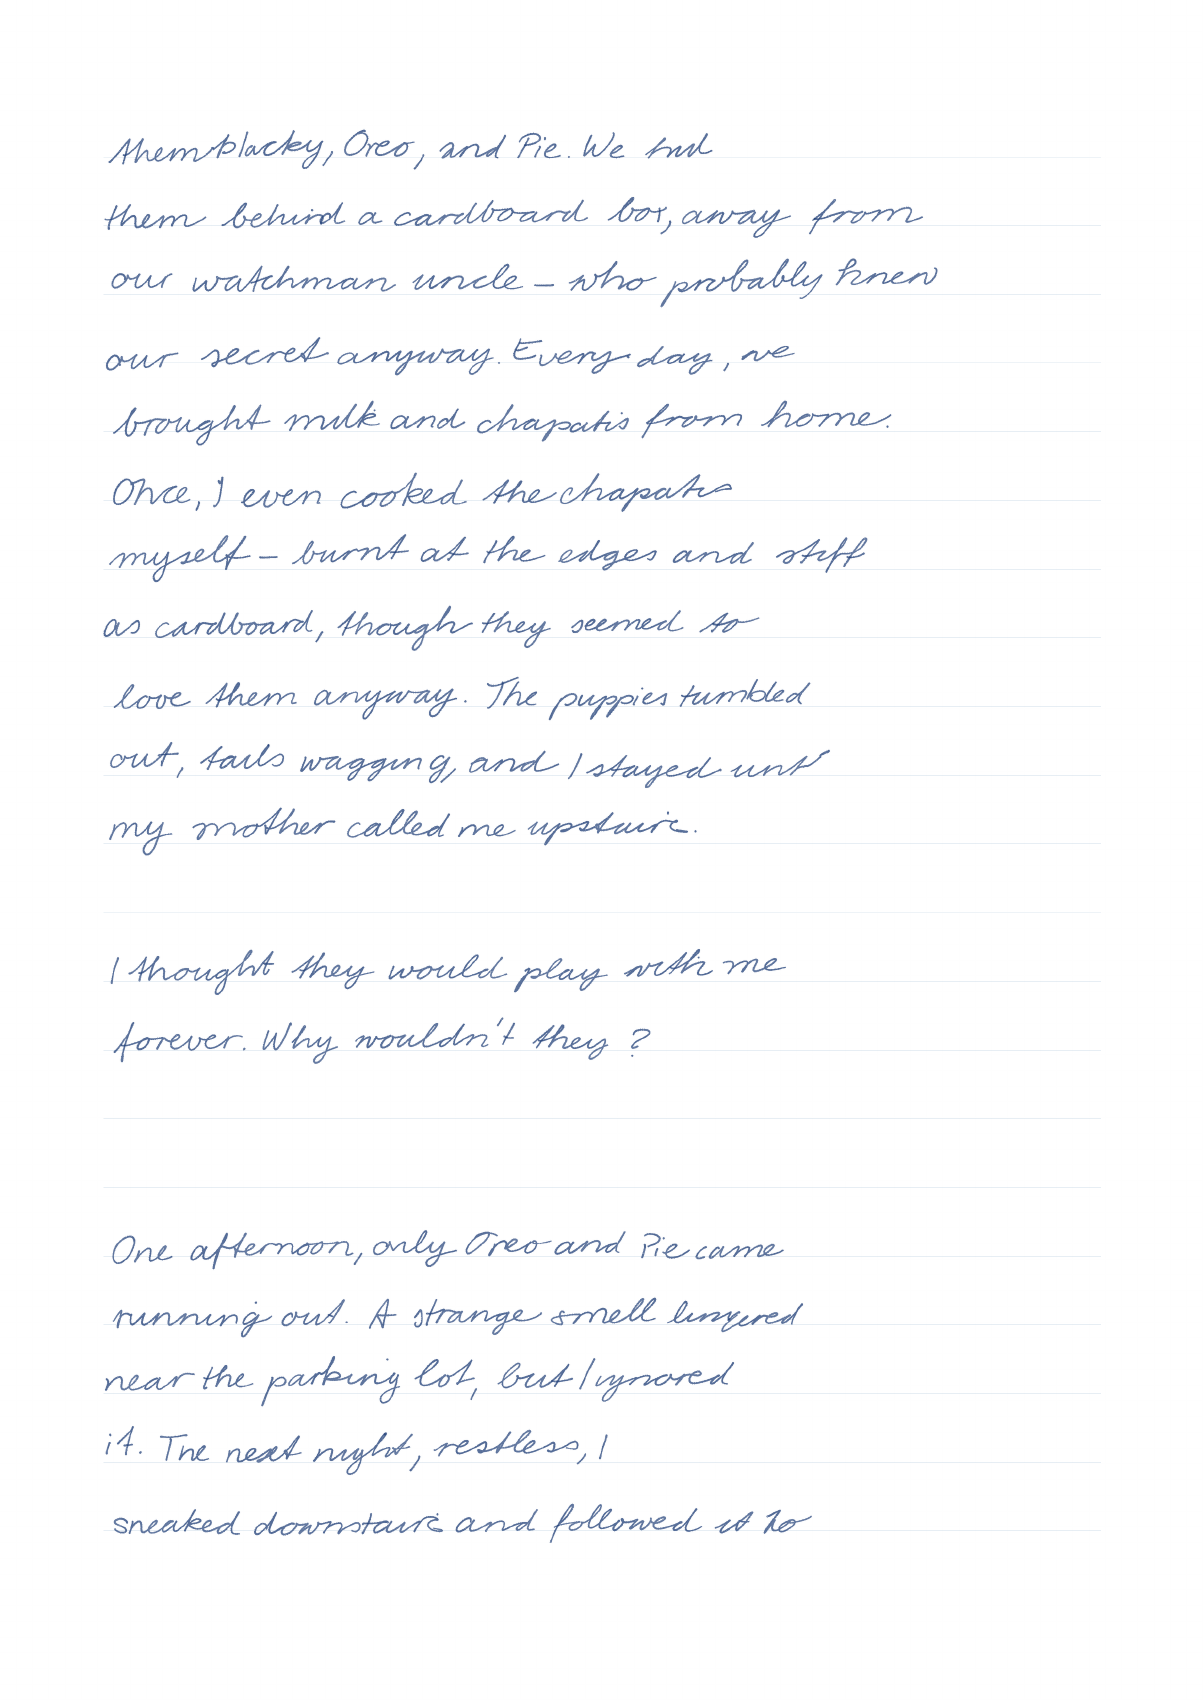 them blacky, Oreo, and Pie. We hid
them behind a cardboard box, away from
our watchman uncle – who probably knew
our secret anyway. Every day, we
brought milk and chapatis from home.
Once, I even cooked the chapatis
myself – burnt at the edges and stiff
as cardboard, though they seemed to
love them anyway. The puppies tumbled
out, tails wagging, and I stayed until
my mother called me upstairs.
I thought they would play with me
forever. Why wouldn't they ?
One afternoon, only Oreo and Pie came
running out. A strange smell lingered
near the parking lot, but I ignored
it. The next night, restless, I
sneaked downstairs and followed it to